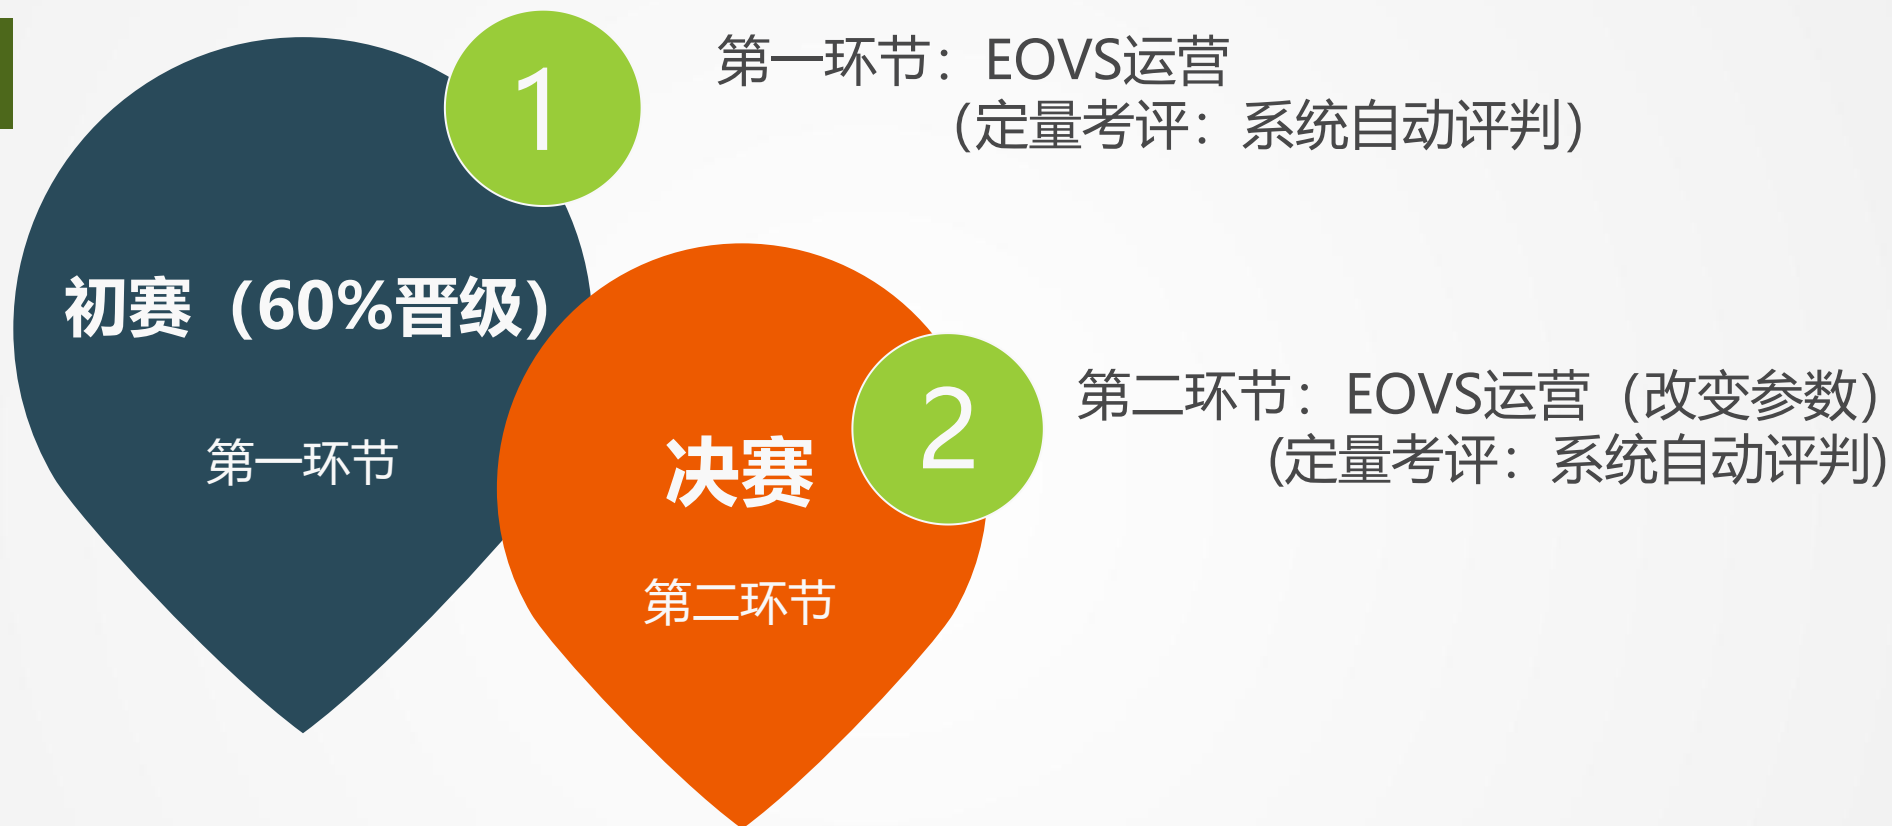 1
第一环节：EOVS运营
（定量考评：系统自动评判）
初赛（60%晋级）
第一环节
2
第二环节：EOVS运营（改变参数）
(定量考评：系统自动评判)
决赛
第二环节